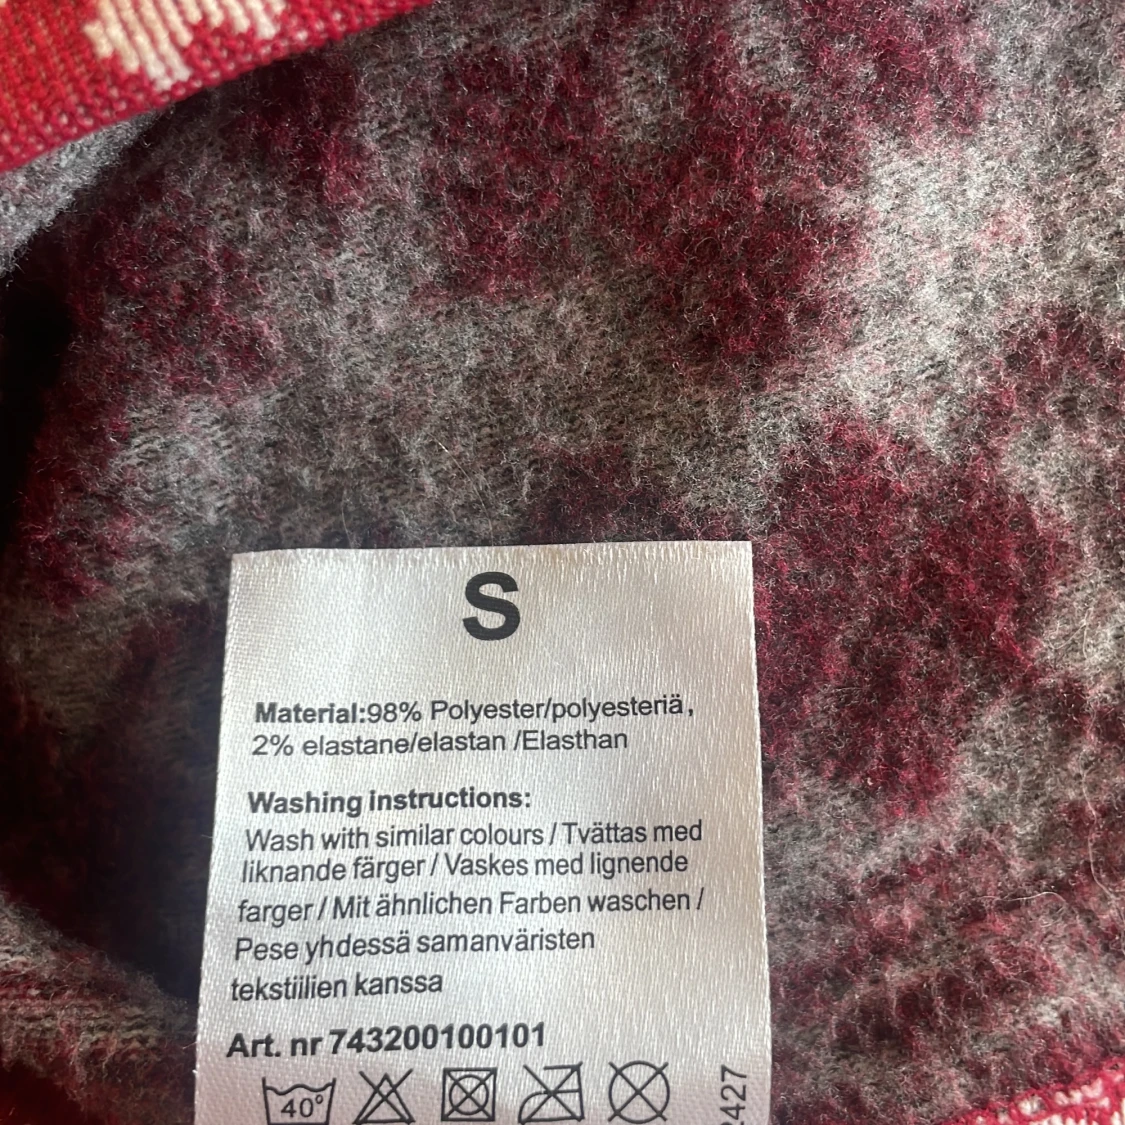 S
Material:98% Polyester/polyesteriä,
2% elastane/elastan /Elasthan
Washing instructions:
Wash with similar colours / Tvättas med
liknande färger / Vaskes med lignende
farger / Mit ähnlichen Farben waschen /
Pese yhdessä samanväristen
tekstiilien kanssa
Art. nr 743200100101
40°